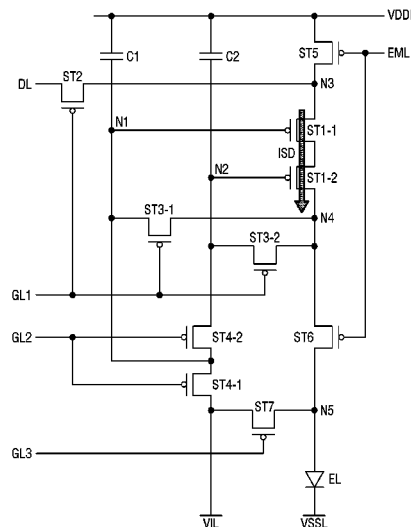 VDDL
C1
C2
ST5
EML
DL
ST2
N3
N1
ST1-1
ISD
N2
ST1-2
ST3-1
N4
ST3-2
GL1
GL2
ST4-2
ST6
ST4-1
ST7
N5
GL3
EL
VIL
VSSL